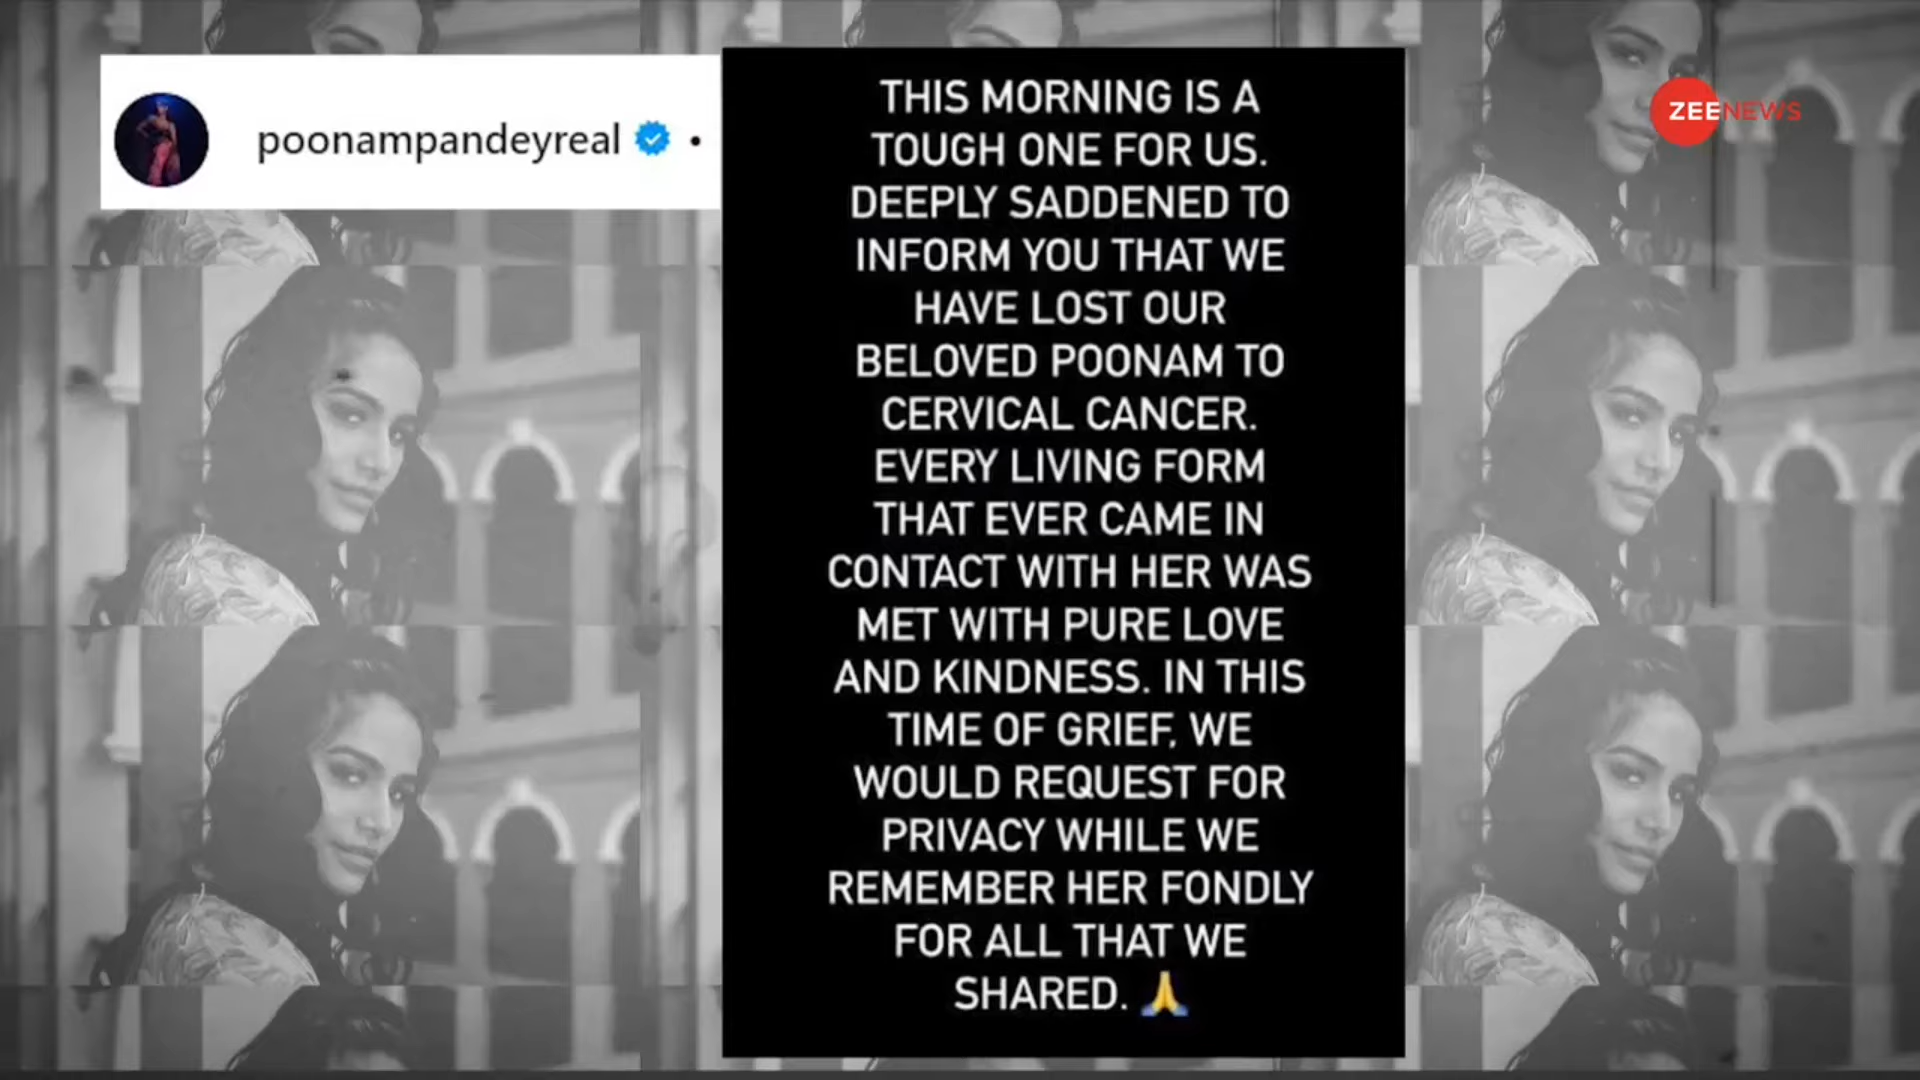 poonampandeyreal
THIS MORNING IS A
TOUGH ONE FOR US.
DEEPLY SADDENED TO
INFORM YOU THAT WE
HAVE LOST OUR
BELOVED POONAM TO
CERVICAL CANCER.
EVERY LIVING FORM
THAT EVER CAME IN
CONTACT WITH HER WAS
MET WITH PURE LOVE
AND KINDNESS. IN THIS
TIME OF GRIEF, WE
WOULD REQUEST FOR
PRIVACY WHILE WE
REMEMBER HER FONDLY
FOR ALL THAT WE
SHARED. 🙏
ZEENEWS